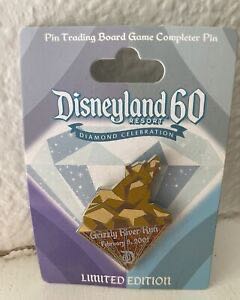 Pin Trading Board Game Completer Pin
Disneyland 60
RESORT
DIAMOND CELEBRATION
Grizzly River Run
February 8, 2001
LIMITED EDITION